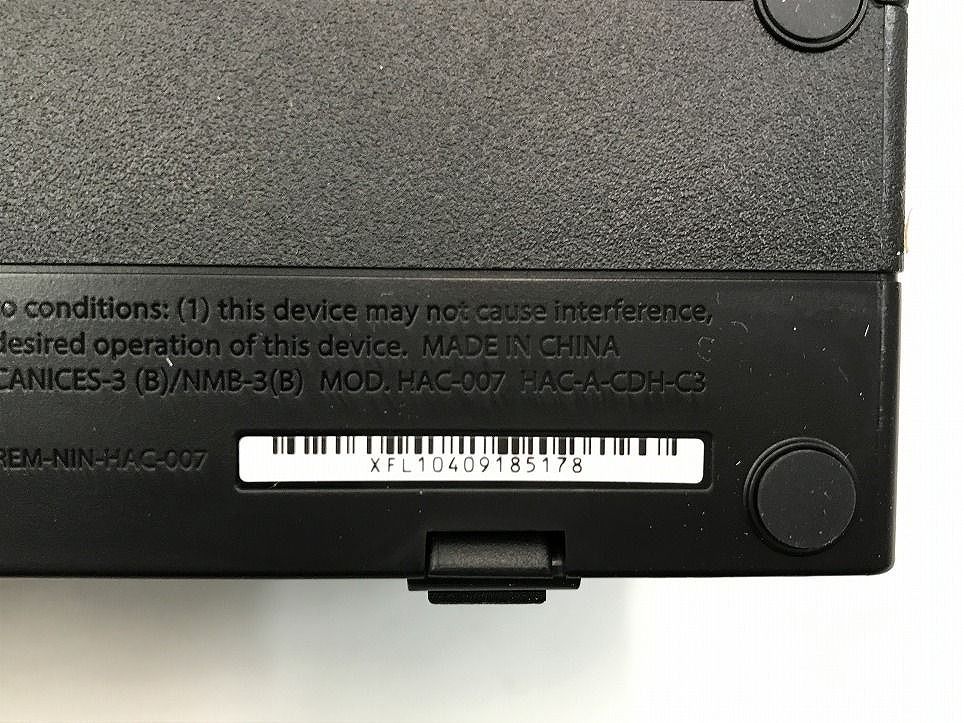 o conditions: (1) this device may not cause interference,
desired operation of this device. MADE IN CHINA
CANICES-3 (B)/NMB-3(B) MOD. HAC-007 HAC-A-CDH-C3
REM-NIN-HAC-007
XFL10409185178